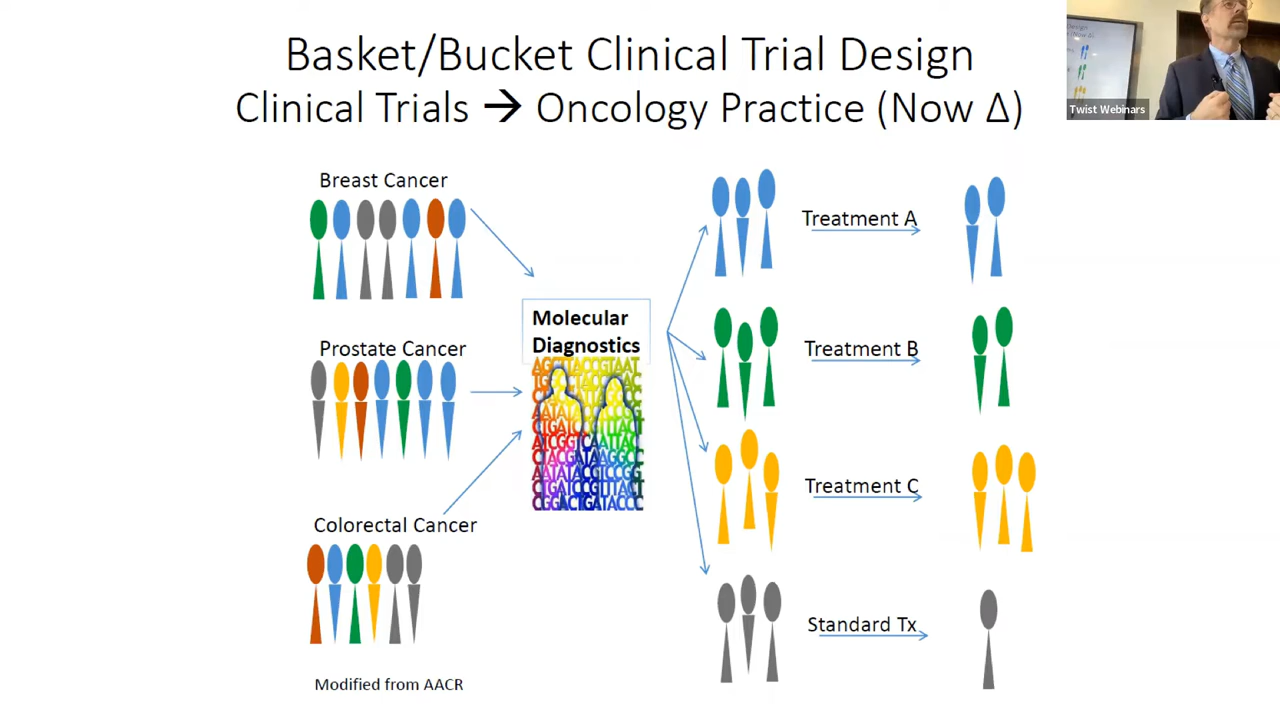 Basket/Bucket Clinical Trial Design
Clinical Trials → Oncology Practice (Now Δ)
Twist Webinars
Breast Cancer
Prostate Cancer
Colorectal Cancer
Modified from AACR
Molecular
Diagnostics
Treatment A
Treatment B
Treatment C
Standard Tx